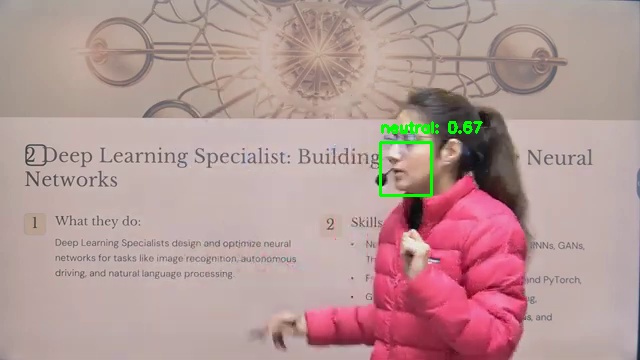 neutral: 0.67
2 Deep Learning Specialist: Building Neural
Networks
1 What they do:
Deep Learning Specialists design and optimize neural
networks for tasks like image recognition, autonomous
driving, and natural language processing.
2 Skills
GANs,
and PyTorch,
and